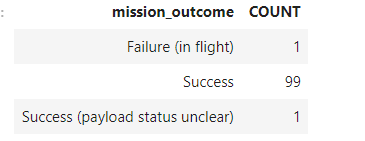 :
mission_outcome COUNT
Failure (in flight) 1
Success 99
Success (payload status unclear) 1